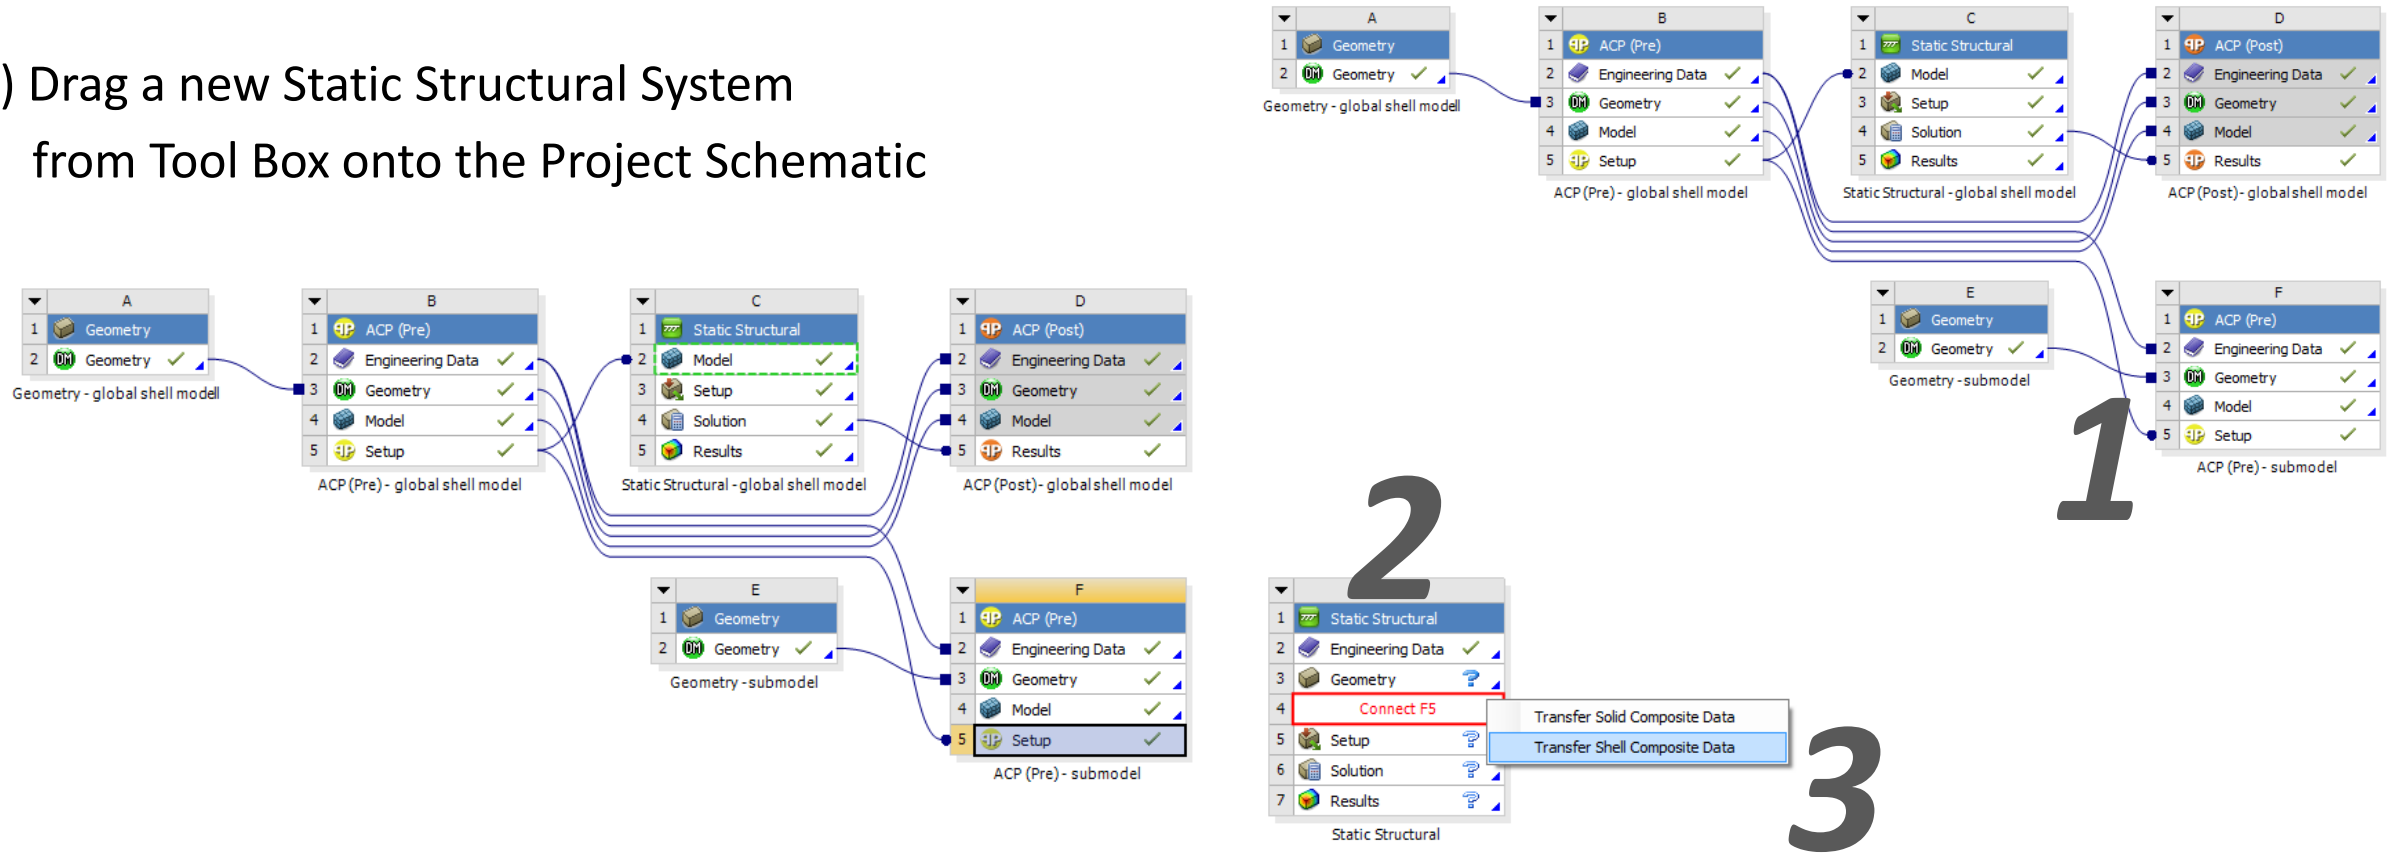 ) Drag a new Static Structural System
from Tool Box onto the Project Schematic
A
1 Geometry
2 DM Geometry
Geometry - global shell modell
B
1 ACP (Pre)
2 Engineering Data
3 DM Geometry
4 Model
5 Setup
ACP (Pre) - global shell model
C
1 Static Structural
2 Model
3 Setup
4 Solution
5 Results
Static Structural - global shell model
D
1 ACP (Post)
2 Engineering Data
3 DM Geometry
4 Model
5 Results
ACP (Post) - global shell model
E
1 Geometry
2 DM Geometry
Geometry - submodel
F
1 ACP (Pre)
2 Engineering Data
3 DM Geometry
4 Model
5 Setup
ACP (Pre) - submodel
1
A
1 Geometry
2 DM Geometry
Geometry - global shell modell
B
1 ACP (Pre)
2 Engineering Data
3 DM Geometry
4 Model
5 Setup
ACP (Pre) - global shell model
C
1 Static Structural
2 Model
3 Setup
4 Solution
5 Results
Static Structural - global shell model
D
1 ACP (Post)
2 Engineering Data
3 DM Geometry
4 Model
5 Results
ACP (Post) - global shell model
E
1 Geometry
2 DM Geometry
Geometry - submodel
F
1 ACP (Pre)
2 Engineering Data
3 DM Geometry
4 Model
5 Setup
ACP (Pre) - submodel
2
1 Static Structural
2 Engineering Data
3 Geometry ?
4 Connect F5
5 Setup ?
6 Solution ?
7 Results ?
Static Structural
Transfer Solid Composite Data
Transfer Shell Composite Data
3